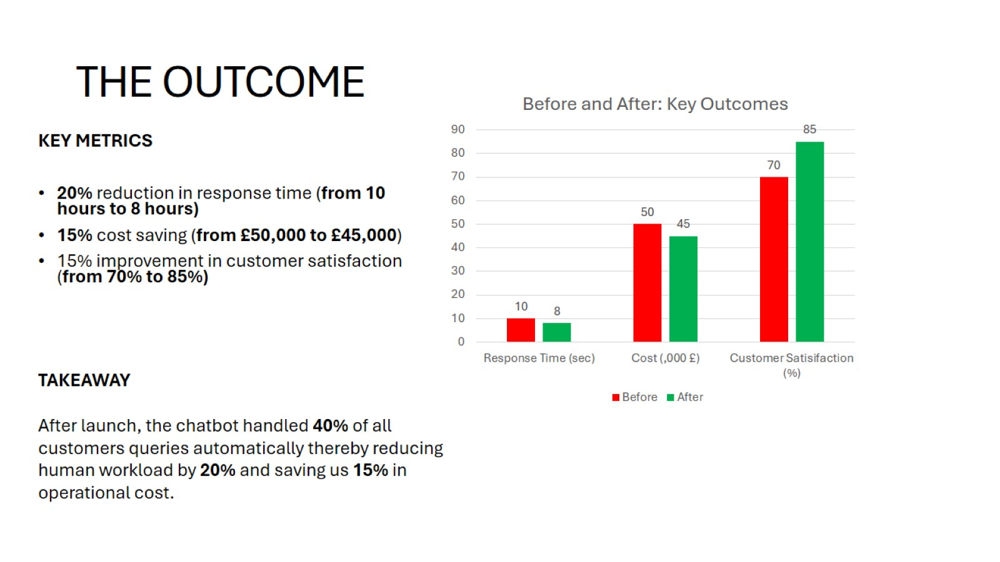 THE OUTCOME
KEY METRICS
• 20% reduction in response time (from 10
hours to 8 hours)
• 15% cost saving (from £50,000 to £45,000)
• 15% improvement in customer satisfaction
(from 70% to 85%)
TAKEAWAY
After launch, the chatbot handled 40% of all
customers queries automatically thereby reducing
human workload by 20% and saving us 15% in
operational cost.
Before and After: Key Outcomes
90
80
70
60
50
40
30
20
10
0
10
8
50
45
70
85
Response Time (sec)
Cost (,000 £)
Customer Satisifaction
(%)
Before After